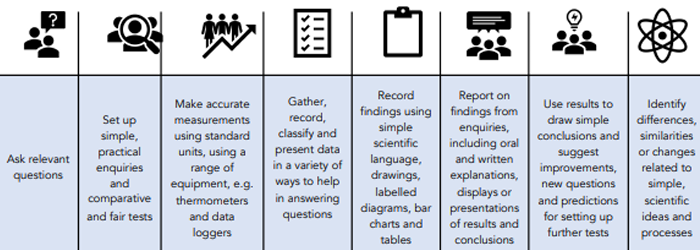 ?
Ask relevant
questions
Set up
simple,
practical
enquiries
and
comparative
and fair tests
Make accurate
measurements
using standard
units, using a
range of
equipment, e.g.
thermometers
and data
loggers
Gather,
record,
classify and
present data
in a variety of
ways to help
in answering
questions
Record
findings using
simple
scientific
language,
drawings,
labelled
diagrams, bar
charts and
tables
Report on
findings from
enquiries,
including oral
and written
explanations,
displays or
presentations
of results and
conclusions
Use results to
draw simple
conclusions and
suggest
improvements,
new questions
and predictions
for setting up
further tests
Identify
differences,
similarities
or changes
related to
simple,
scientific
ideas and
processes